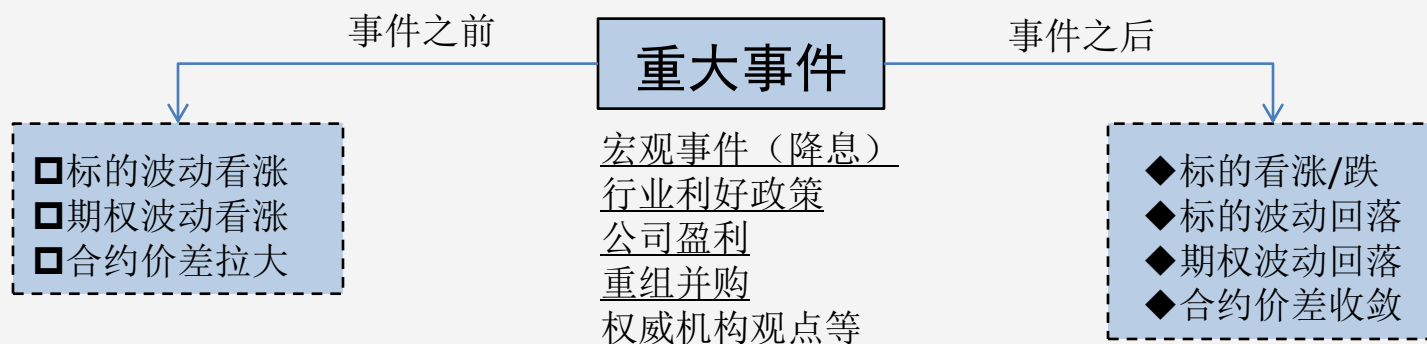 事件之前
重大事件
事件之后
标的波动看涨
期权波动看涨
合约价差拉大
宏观事件（降息）
行业利好政策
公司盈利
重组并购
权威机构观点等
◆标的看涨/跌
◆标的波动回落
◆期权波动回落
◆合约价差收敛